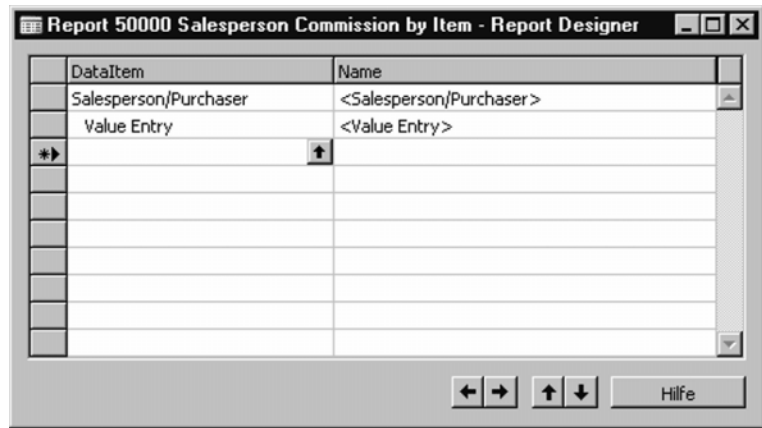 Report 50000 Salesperson Commission by Item - Report Designer
DataItem Name
Salesperson/Purchaser <Salesperson/Purchaser>
Value Entry <Value Entry>
Hilfe